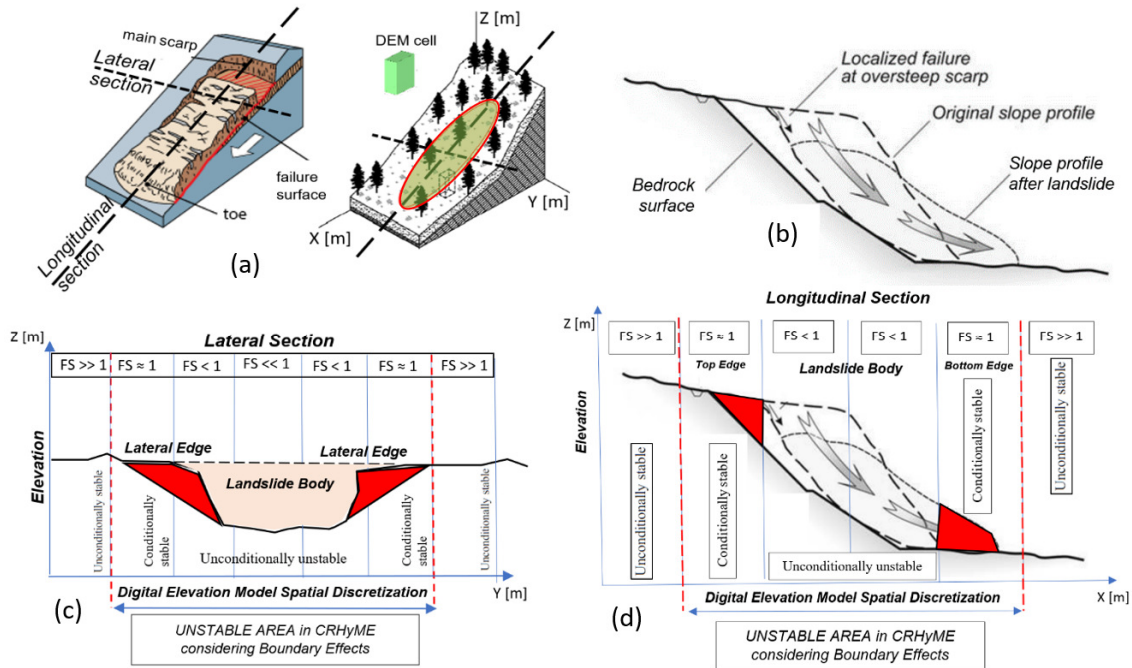 main scarp
Lateral
section
failure
surface
toe
Longitudinal
section
(a)
Z [m]
DEM cell
Y [m]
X [m]
Localized failure
at oversteep scarp
Original slope profile
Slope profile
after landslide
Bedrock
surface
(b)
Z [m]
Lateral Section
FS >> 1
FS ≈ 1
FS < 1
FS << 1
FS < 1
FS ≈ 1
FS >> 1
Elevation
Lateral Edge
Lateral Edge
Landslide Body
Unconditionally stable
Conditionally
stable
Unconditionally unstable
Conditionally
stable
Unconditionally stable
Y [m]
Digital Elevation Model Spatial Discretization
(c)
UNSTABLE AREA in CRHyME
considering Boundary Effects
Longitudinal Section
Z [m]
FS >> 1
FS ≈ 1
FS < 1
FS < 1
FS ≈ 1
FS >> 1
Top Edge
Landslide Body
Bottom Edge
Elevation
Unconditionally stable
Conditionally stable
Unconditionally unstable
Conditionally stable
Unconditionally stable
X [m]
Digital Elevation Model Spatial Discretization
(d)
UNSTABLE AREA in CRHyME
considering Boundary Effects